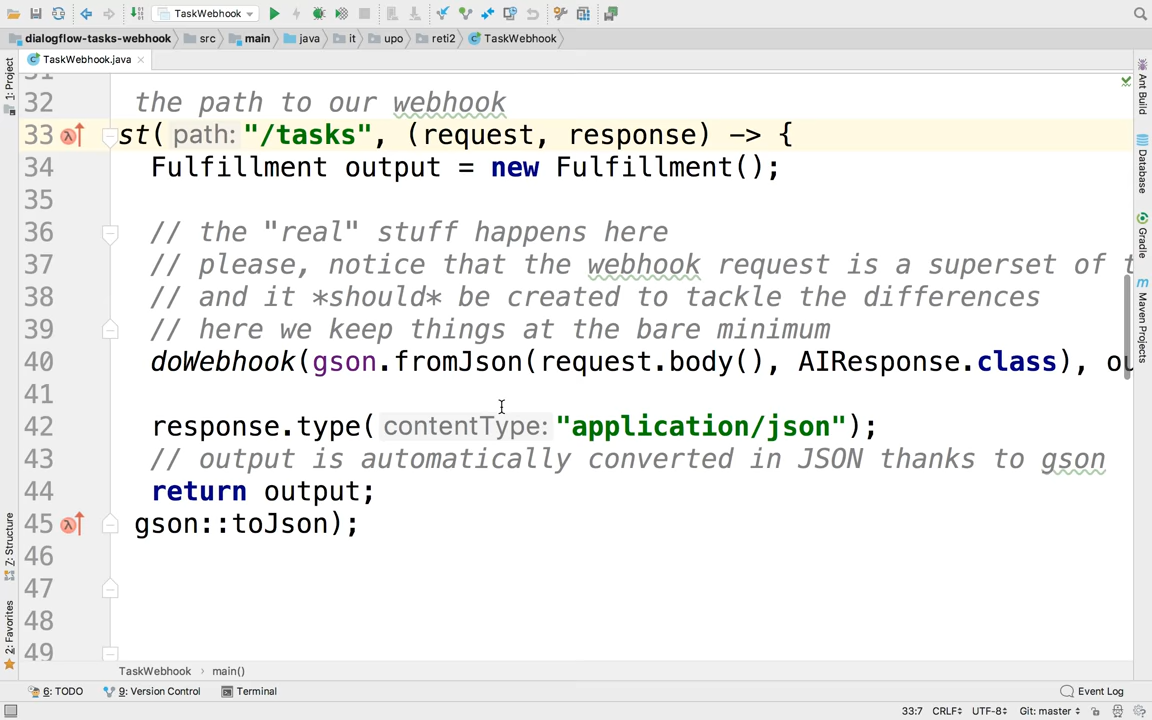 TaskWebhook
dialogflow-tasks-webhook src main java it upo reti2 TaskWebhook
TaskWebhook.java
1: Project
Ant Build
Database
Gradle
Maven Projects
Z: Structure
2: Favorites
31
32 the path to our webhook
33 st( path: "/tasks", (request, response) -> {
34 Fulfillment output = new Fulfillment();
35
36 // the "real" stuff happens here
37 // please, notice that the webhook request is a superset of t
38 // and it *should* be created to tackle the differences
39 // here we keep things at the bare minimum
40 doWebhook(gson.fromJson(request.body(), AIResponse.class), ou
41
42 response.type( contentType: "application/json");
43 // output is automatically converted in JSON thanks to gson
44 return output;
45 gson::toJson);
46
47
48
49
TaskWebhook › main()
6: TODO 9: Version Control Terminal Event Log
33:7 CRLF UTF-8 Git: master